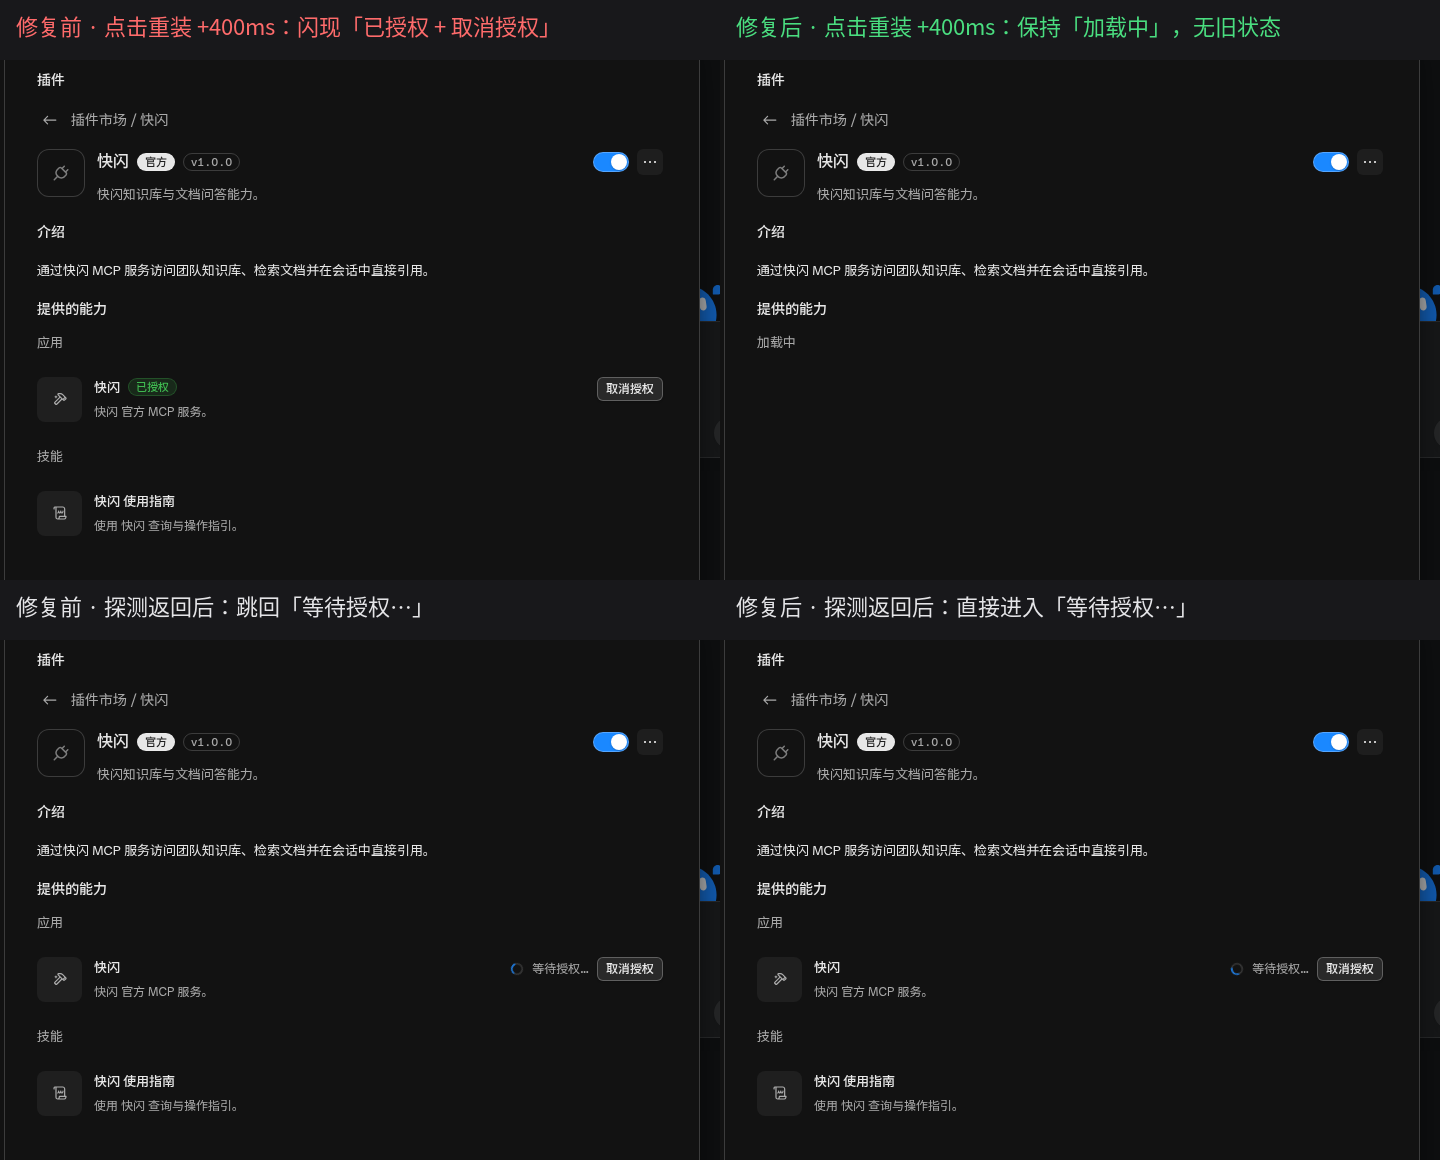 修复前 · 点击重装 +400ms：闪现「已授权 + 取消授权」
插件
插件市场 / 快闪
快闪 官方 v1.0.0
快闪知识库与文档问答能力。
介绍
通过快闪 MCP 服务访问团队知识库、检索文档并在会话中直接引用。
提供的能力
应用
快闪 已授权 取消授权
快闪 官方 MCP 服务。
技能
快闪 使用指南
使用 快闪 查询与操作指引。
修复后 · 点击重装 +400ms：保持「加载中」，无旧状态
插件
插件市场 / 快闪
快闪 官方 v1.0.0
快闪知识库与文档问答能力。
介绍
通过快闪 MCP 服务访问团队知识库、检索文档并在会话中直接引用。
提供的能力
加载中
修复前 · 探测返回后：跳回「等待授权…」
插件
插件市场 / 快闪
快闪 官方 v1.0.0
快闪知识库与文档问答能力。
介绍
通过快闪 MCP 服务访问团队知识库、检索文档并在会话中直接引用。
提供的能力
应用
快闪 等待授权... 取消授权
快闪 官方 MCP 服务。
技能
快闪 使用指南
使用 快闪 查询与操作指引。
修复后 · 探测返回后：直接进入「等待授权…」
插件
插件市场 / 快闪
快闪 官方 v1.0.0
快闪知识库与文档问答能力。
介绍
通过快闪 MCP 服务访问团队知识库、检索文档并在会话中直接引用。
提供的能力
应用
快闪 等待授权... 取消授权
快闪 官方 MCP 服务。
技能
快闪 使用指南
使用 快闪 查询与操作指引。